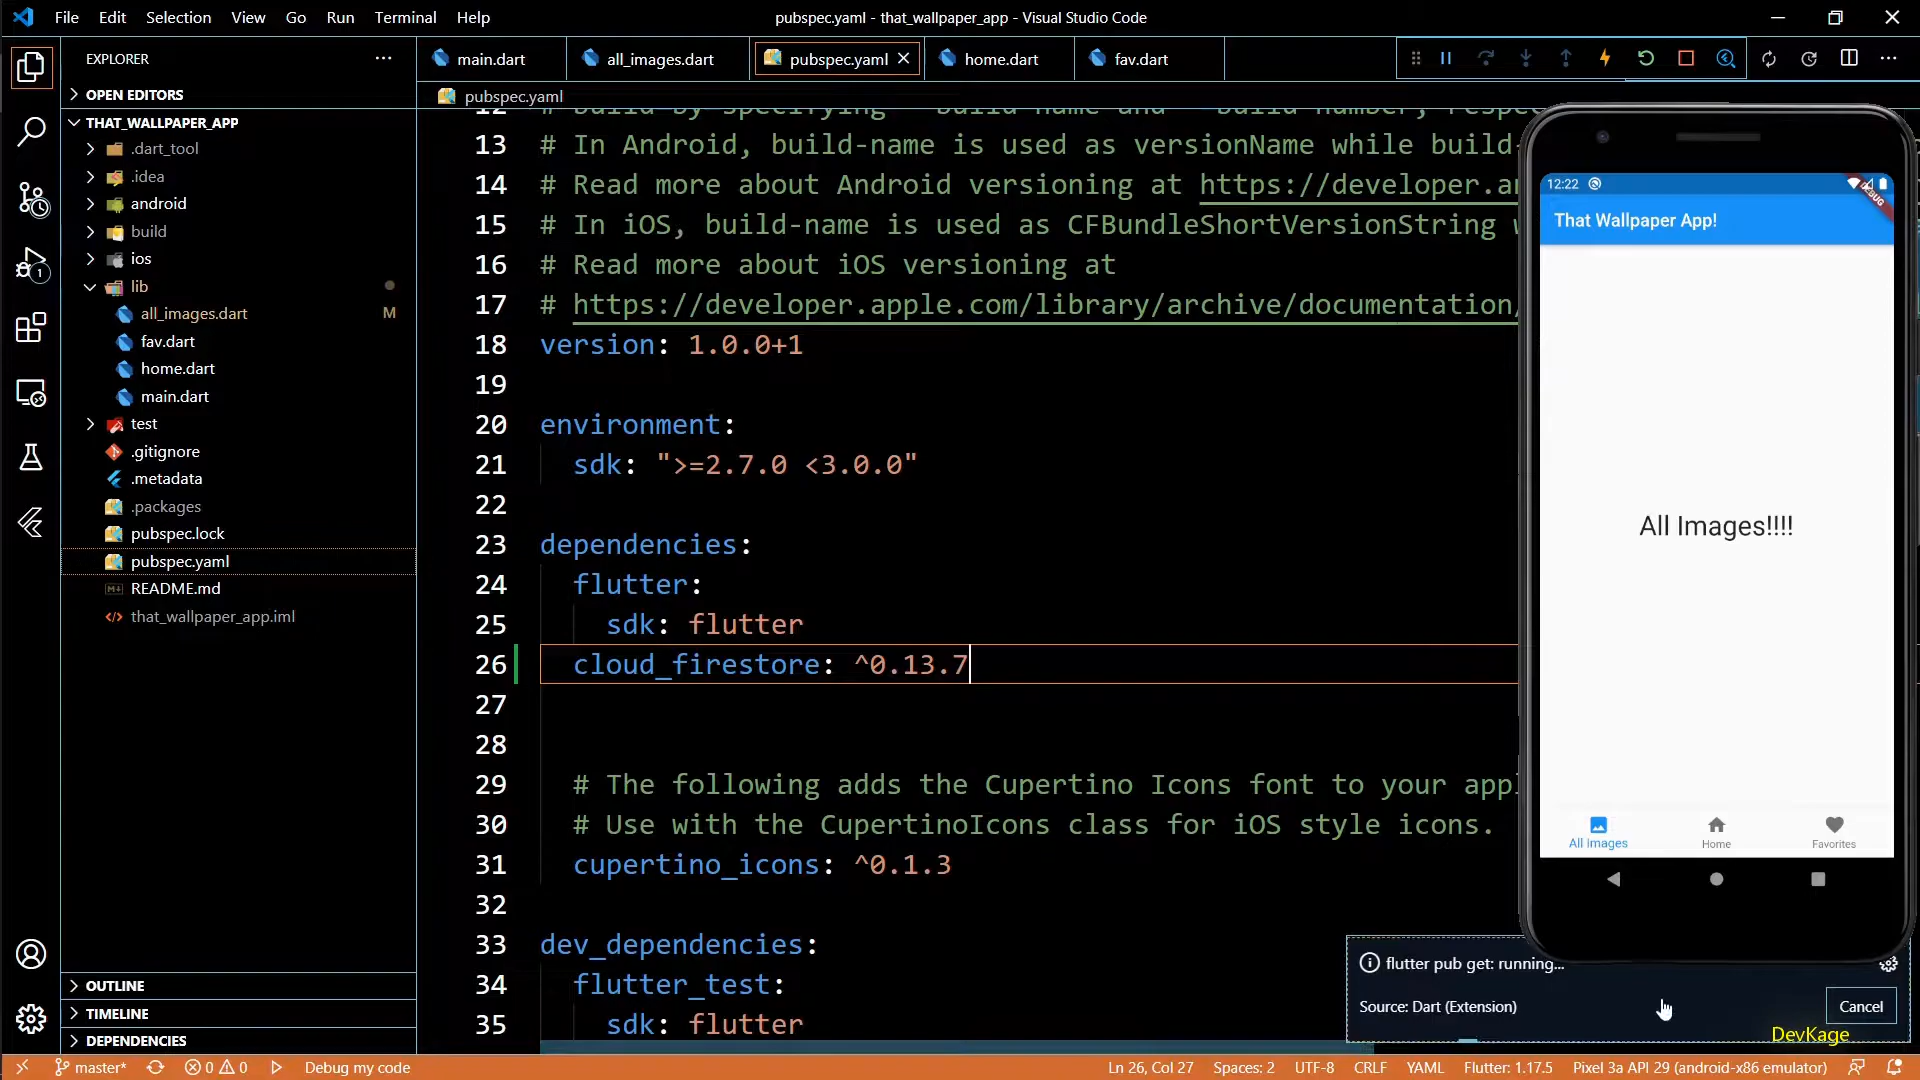 File Edit Selection View Go Run Terminal Help
pubspec.yaml - that_wallpaper_app - Visual Studio Code
EXPLORER
OPEN EDITORS
THAT_WALLPAPER_APP
.dart_tool
.idea
android
build
ios
lib
all_images.dart M
fav.dart
home.dart
main.dart
test
.gitignore
.metadata
.packages
pubspec.lock
pubspec.yaml
README.md
that_wallpaper_app.iml
OUTLINE
TIMELINE
DEPENDENCIES
1
main.dart all_images.dart pubspec.yaml home.dart fav.dart
pubspec.yaml
13 # In Android, build-name is used as versionName while build-
14 # Read more about Android versioning at https://developer.an
15 # In iOS, build-name is used as CFBundleShortVersionString
16 # Read more about iOS versioning at
17 # https://developer.apple.com/library/archive/documentation/
18 version: 1.0.0+1
19
20 environment:
21 sdk: ">=2.7.0 <3.0.0"
22
23 dependencies:
24 flutter:
25 sdk: flutter
26 cloud_firestore: ^0.13.7
27
28
29 # The following adds the Cupertino Icons font to your appl
30 # Use with the CupertinoIcons class for iOS style icons.
31 cupertino_icons: ^0.1.3
32
33 dev_dependencies:
34 flutter_test:
35 sdk: flutter
12:22
DEBUG
That Wallpaper App!
All Images!!!!
All Images Home Favorites
flutter pub get: running...
Source: Dart (Extension) Cancel
DevKage
master* 0 0 Debug my code Ln 26, Col 27 Spaces: 2 UTF-8 CRLF YAML Flutter: 1.17.5 Pixel 3a API 29 (android-x86 emulator)